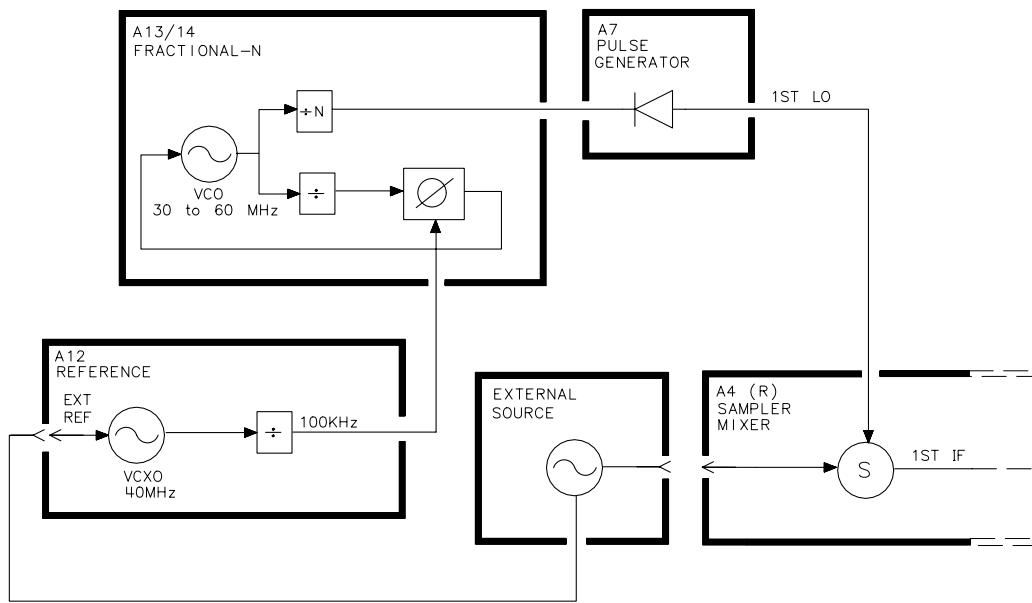 A13/14
FRACTIONAL-N
÷N
VCO
30 to 60 MHz
÷
Ø
A7
PULSE
GENERATOR
1ST LO
A12
REFERENCE
EXT
REF
VCXO
40MHz
÷
100KHz
EXTERNAL
SOURCE
A4 (R)
SAMPLER
MIXER
S
1ST IF